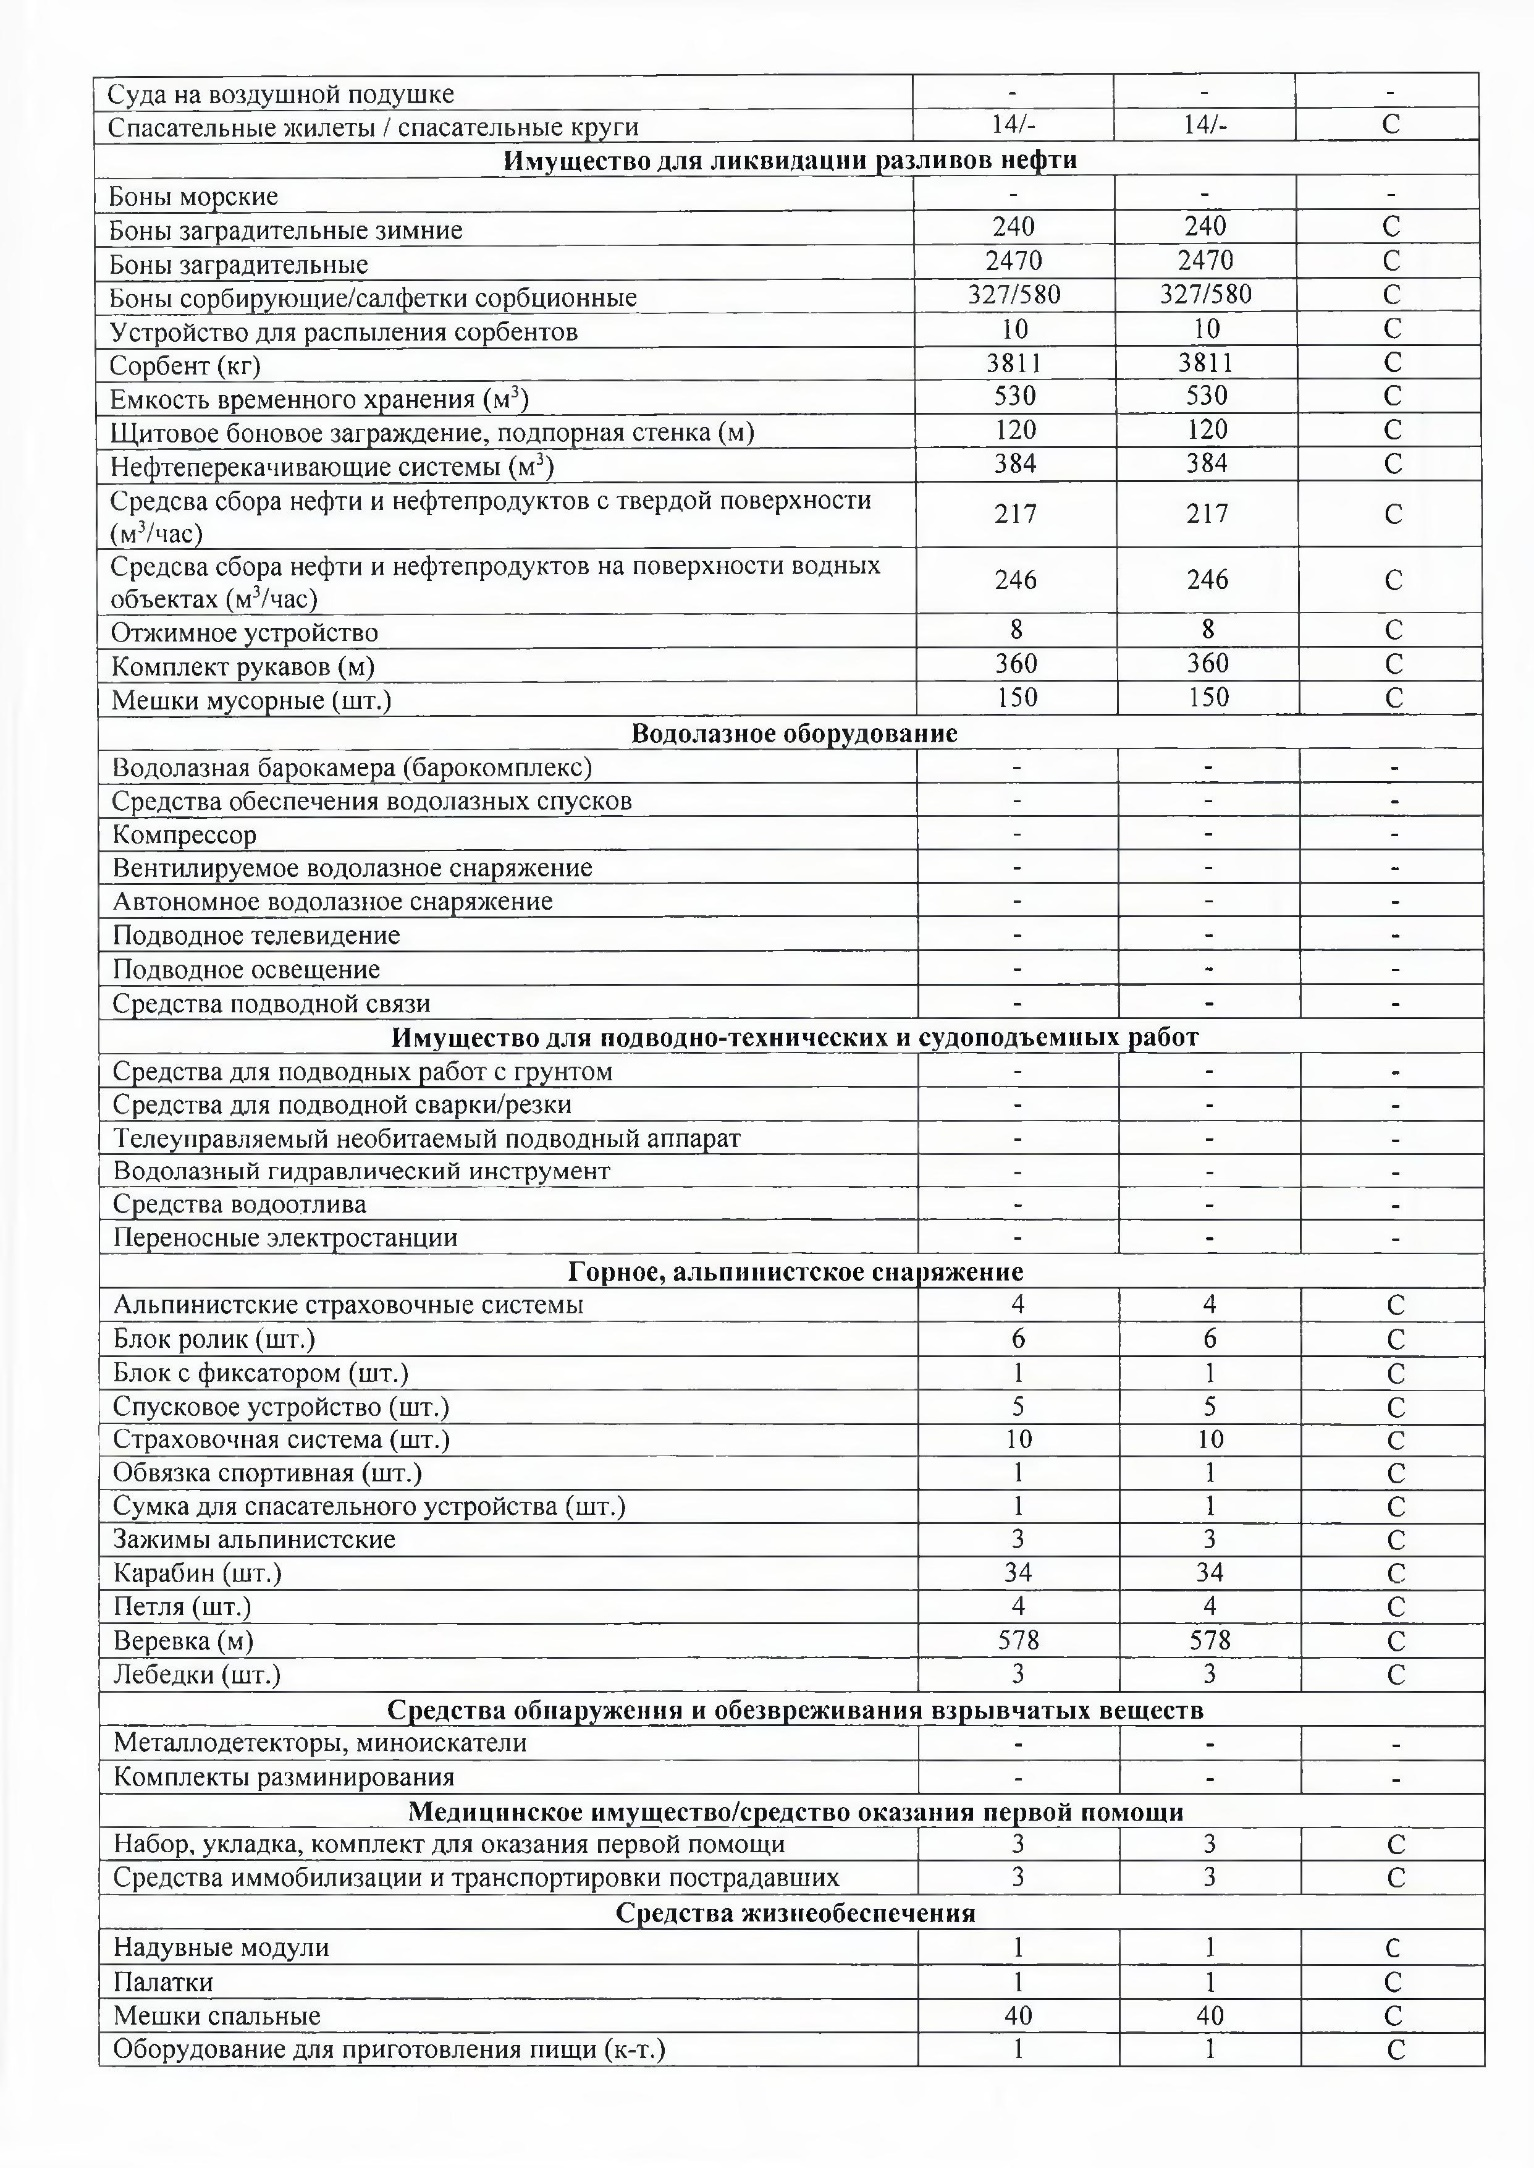 Суда на воздушной подушке - - -
Спасательные жилеты / спасательные круги 14/- 14/- С
Имущество для ликвидации разливов нефти
Боны морские - - -
Боны заградительные зимние 240 240 С
Боны заградительные 2470 2470 С
Боны сорбирующие/салфетки сорбционные 327/580 327/580 С
Устройство для распыления сорбентов 10 10 С
Сорбент (кг) 3811 3811 С
Емкость временного хранения (м³) 530 530 С
Щитовое боновое заграждение, подпорная стенка (м) 120 120 С
Нефтеперекачивающие системы (м³) 384 384 С
Средсва сбора нефти и нефтепродуктов с твердой поверхности
(м³/час) 217 217 С
Средсва сбора нефти и нефтепродуктов на поверхности водных
объектах (м³/час) 246 246 С
Отжимное устройство 8 8 С
Комплект рукавов (м) 360 360 С
Мешки мусорные (шт.) 150 150 С
Водолазное оборудование
Водолазная барокамера (барокомплекс) - - -
Средства обеспечения водолазных спусков - - -
Компрессор - - -
Вентилируемое водолазное снаряжение - - -
Автономное водолазное снаряжение - - -
Подводное телевидение - - -
Подводное освещение - - -
Средства подводной связи - - -
Имущество для подводно-технических и судоподъемных работ
Средства для подводных работ с грунтом - - -
Средства для подводной сварки/резки - - -
Телеуправляемый необитаемый подводный аппарат - - -
Водолазный гидравлический инструмент - - -
Средства водоотлива - - -
Переносные электростанции - - -
Горное, альпинистское снаряжение
Альпинистские страховочные системы 4 4 С
Блок ролик (шт.) 6 6 С
Блок с фиксатором (шт.) 1 1 С
Спусковое устройство (шт.) 5 5 С
Страховочная система (шт.) 10 10 С
Обвязка спортивная (шт.) 1 1 С
Сумка для спасательного устройства (шт.) 1 1 С
Зажимы альпинистские 3 3 С
Карабин (шт.) 34 34 С
Петля (шт.) 4 4 С
Веревка (м) 578 578 С
Лебедки (шт.) 3 3 С
Средства обнаружения и обезвреживания взрывчатых веществ
Металлодетекторы, миноискатели - - -
Комплекты разминирования - - -
Медицинское имущество/средство оказания первой помощи
Набор, укладка, комплект для оказания первой помощи 3 3 С
Средства иммобилизации и транспортировки пострадавших 3 3 С
Средства жизнеобеспечения
Надувные модули 1 1 С
Палатки 1 1 С
Мешки спальные 40 40 С
Оборудование для приготовления пищи (к-т.) 1 1 С